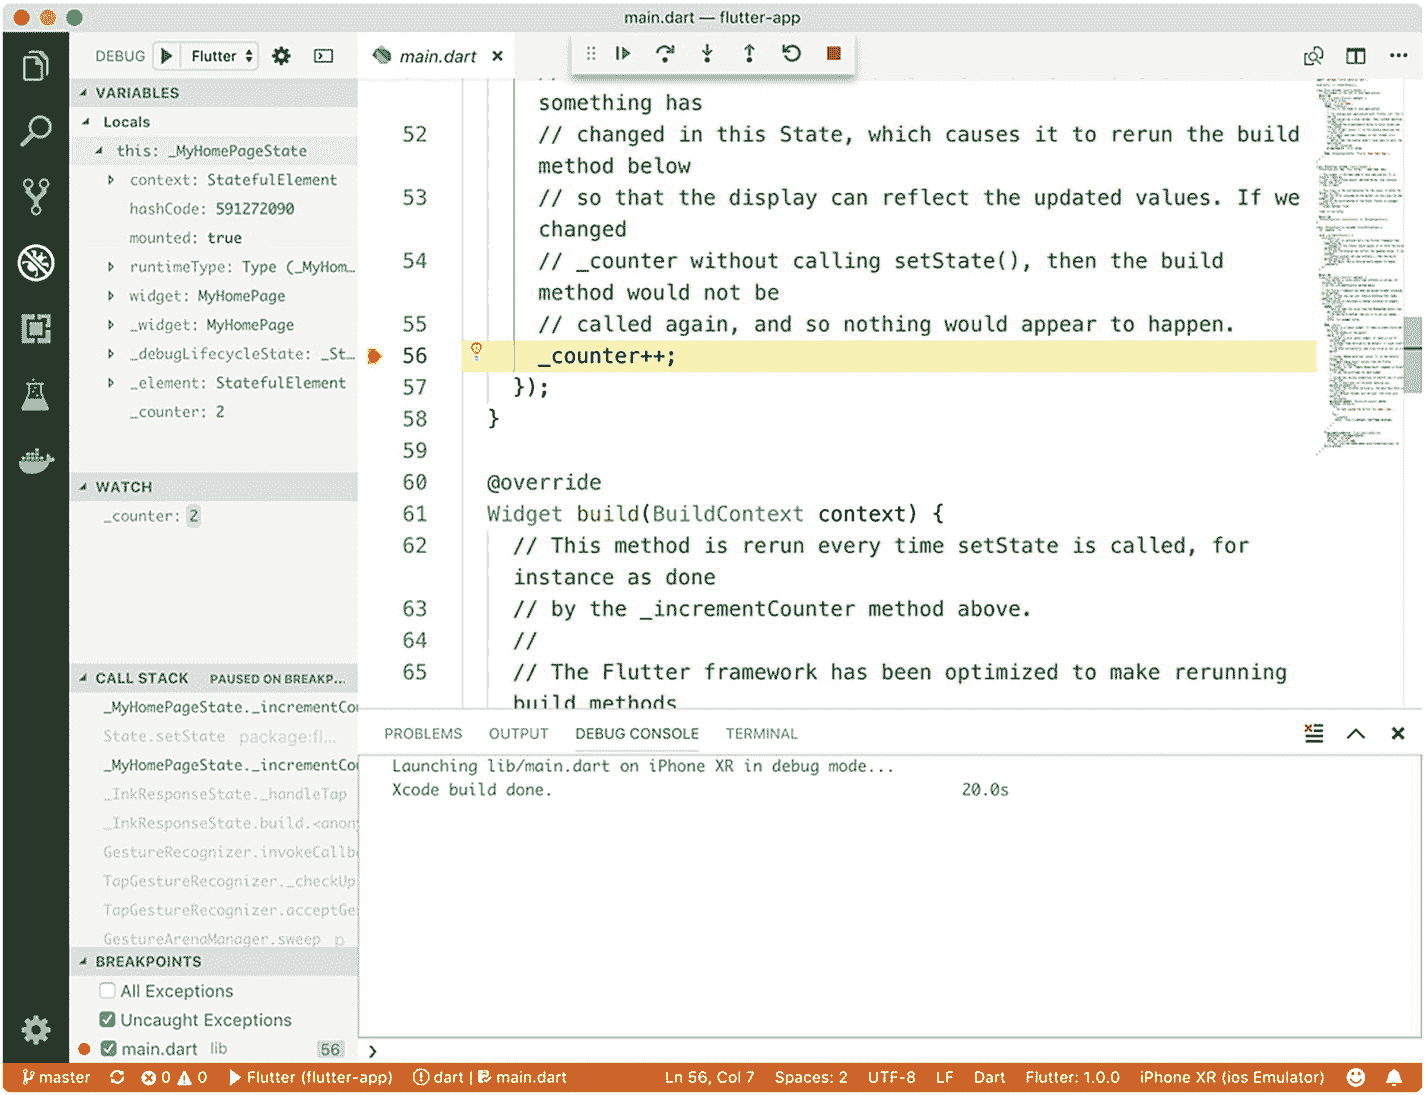 main.dart — flutter-app
DEBUG
Flutter
main.dart
VARIABLES
Locals
this: _MyHomePageState
context: StatefulElement
hashCode: 591272090
mounted: true
runtimeType: Type (_MyHom…
widget: MyHomePage
_widget: MyHomePage
_debugLifecycleState: _St…
_element: StatefulElement
_counter: 2
WATCH
_counter: 2
CALL STACK PAUSED ON BREAKP…
_MyHomePageState._incrementCou
State.setState package:fl…
_MyHomePageState._incrementCou
_InkResponseState._handleTap
_InkResponseState.build.<anony
GestureRecognizer.invokeCallba
TapGestureRecognizer._checkUp
TapGestureRecognizer.acceptGes
GestureArenaManager.sweep p
BREAKPOINTS
All Exceptions
Uncaught Exceptions
main.dart lib 56
something has
52 // changed in this State, which causes it to rerun the build
method below
53 // so that the display can reflect the updated values. If we
changed
54 // _counter without calling setState(), then the build
method would not be
55 // called again, and so nothing would appear to happen.
56 _counter++;
57 });
58 }
59
60 @override
61 Widget build(BuildContext context) {
62 // This method is rerun every time setState is called, for
instance as done
63 // by the _incrementCounter method above.
64 //
65 // The Flutter framework has been optimized to make rerunning
build methods
PROBLEMS OUTPUT DEBUG CONSOLE TERMINAL
Launching lib/main.dart on iPhone XR in debug mode...
Xcode build done. 20.0s
master 0 0 Flutter (flutter-app) dart | main.dart Ln 56, Col 7 Spaces: 2 UTF-8 LF Dart Flutter: 1.0.0 iPhone XR (ios Emulator)